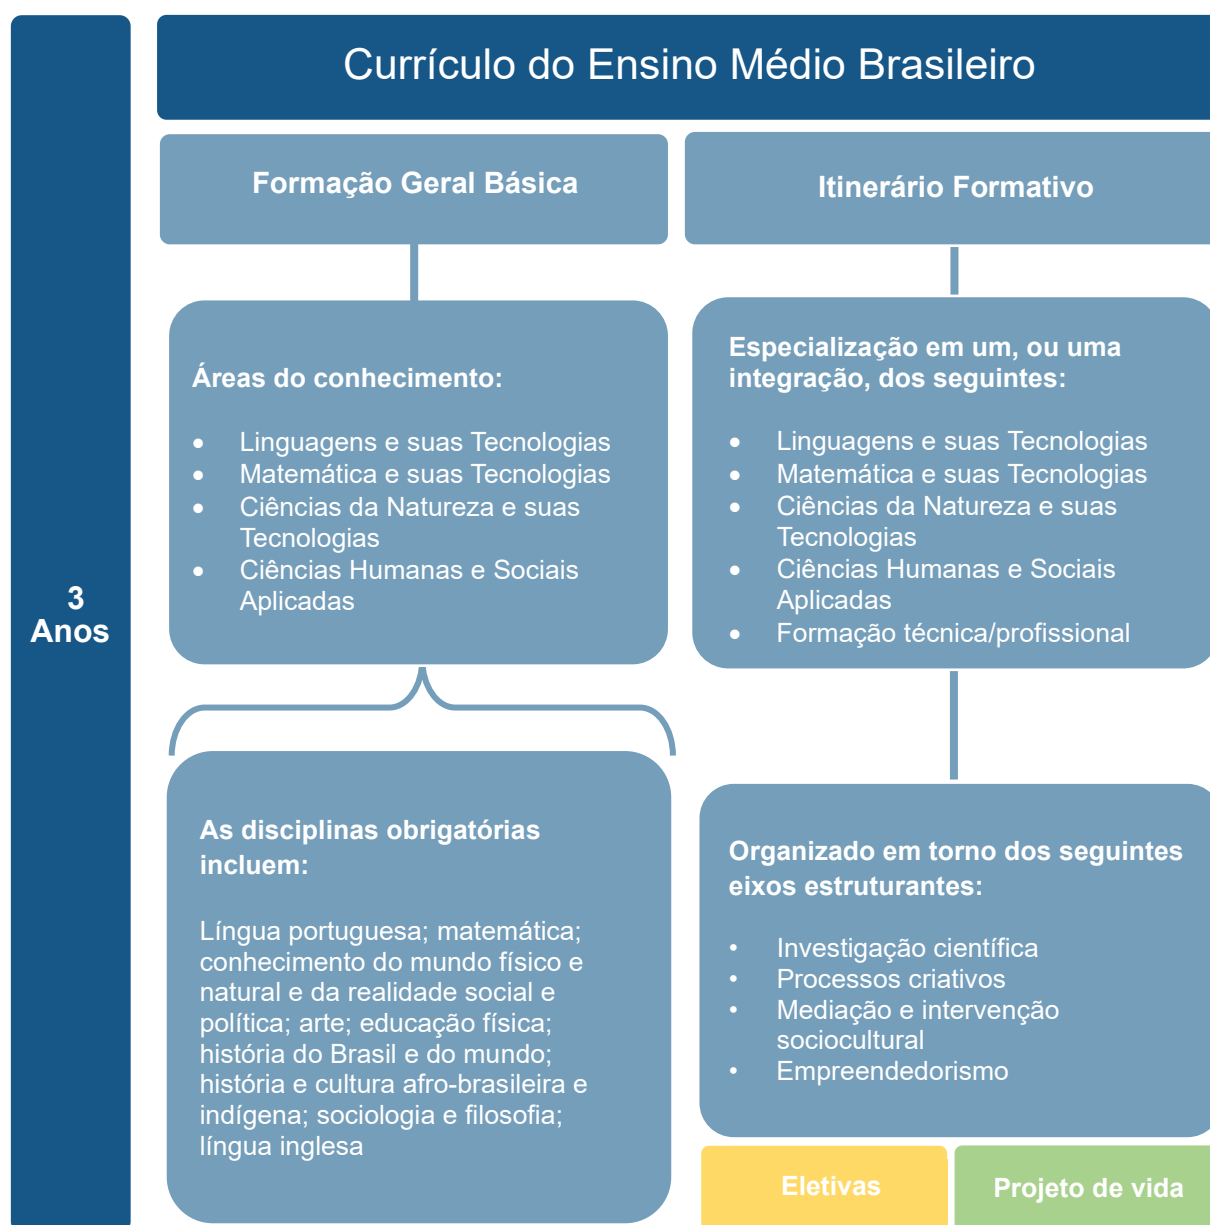 Currículo do Ensino Médio Brasileiro
3
Anos
Formação Geral Básica
Áreas do conhecimento:
• Linguagens e suas Tecnologias
• Matemática e suas Tecnologias
• Ciências da Natureza e suas
Tecnologias
• Ciências Humanas e Sociais
Aplicadas
As disciplinas obrigatórias
incluem:
Língua portuguesa; matemática;
conhecimento do mundo físico e
natural e da realidade social e
política; arte; educação física;
história do Brasil e do mundo;
história e cultura afro-brasileira e
indígena; sociologia e filosofia;
língua inglesa
Itinerário Formativo
Especialização em um, ou uma
integração, dos seguintes:
• Linguagens e suas Tecnologias
• Matemática e suas Tecnologias
• Ciências da Natureza e suas
Tecnologias
• Ciências Humanas e Sociais
Aplicadas
• Formação técnica/profissional
Organizado em torno dos seguintes
eixos estruturantes:
• Investigação científica
• Processos criativos
• Mediação e intervenção
sociocultural
• Empreendedorismo
Eletivas
Projeto de vida